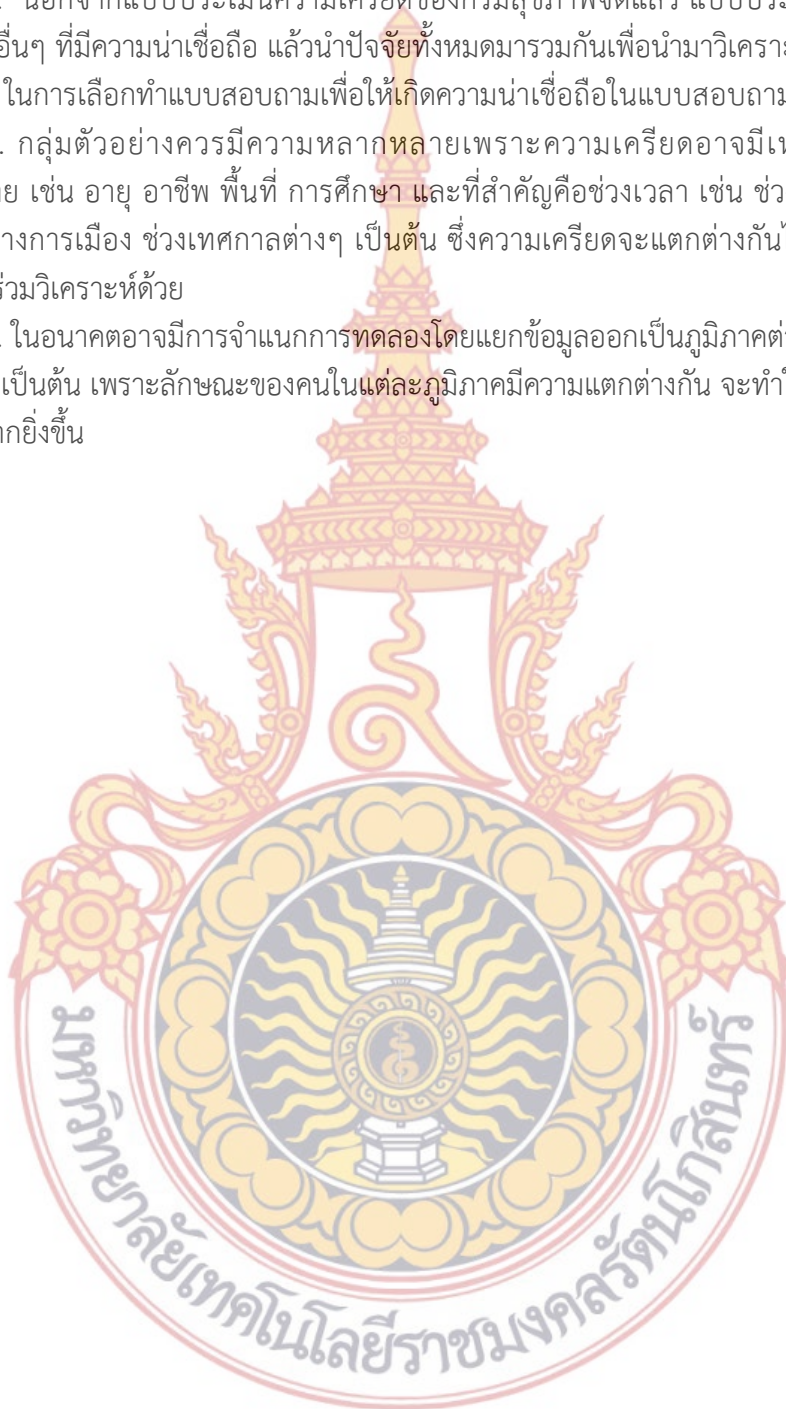 . นอกจากแบบประเมินความเครียดของกรมสุขภาพจิตแล้ว แบบประ
อื่นๆ ที่มีความน่าเชื่อถือ แล้วนำปัจจัยทั้งหมดมารวมกันเพื่อนำมาวิเครา
ในการเลือกทำแบบสอบถามเพื่อให้เกิดความน่าเชื่อถือในแบบสอบถาม
. กลุ่มตัวอย่างควรมีความหลากหลายเพราะความเครียดอาจมีเห
าย เช่น อายุ อาชีพ พื้นที่ การศึกษา และที่สำคัญคือช่วงเวลา เช่น ช่ว
างการเมือง ช่วงเทศกาลต่างๆ เป็นต้น ซึ่งความเครียดจะแตกต่างกัน
ร่วมวิเคราะห์ด้วย
. ในอนาคตอาจมีการจำแนกการทดลองโดยแยกข้อมูลออกเป็นภูมิภาคต่
เป็นต้น เพราะลักษณะของคนในแต่ละภูมิภาคมีความแตกต่างกัน จะทำใ
ากยิ่งขึ้น
มหาวิทยาลัยเทคโนโลยีราชมงคลรัตนโกสินทร์